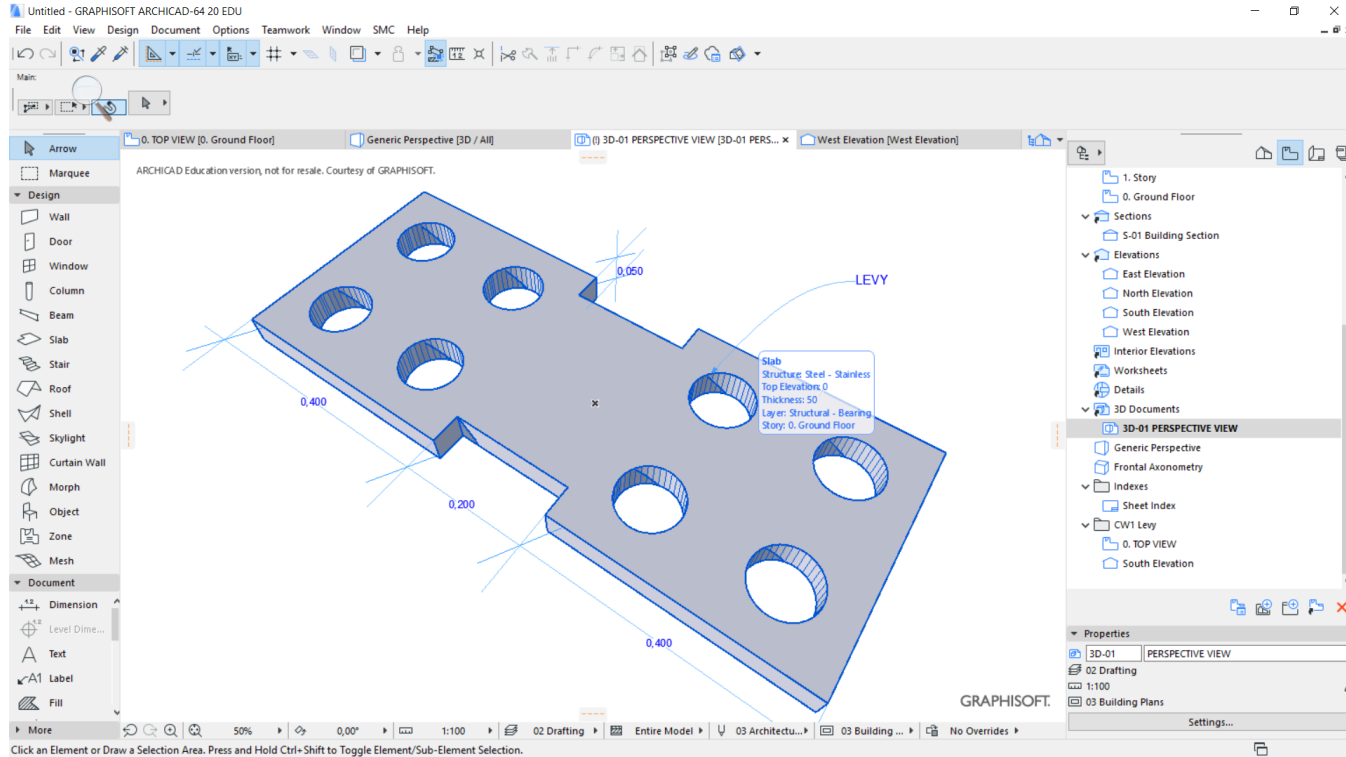 Untitled - GRAPHISOFT ARCHICAD-64 20 EDU
File Edit View Design Document Options Teamwork Window SMC Help
Main:
0. TOP VIEW [0. Ground Floor]
Generic Perspective [3D / All]
(!) 3D-01 PERSPECTIVE VIEW [3D-01 PERS...
West Elevation [West Elevation]
Arrow
Marquee
Design
Wall
Door
Window
Column
Beam
Slab
Stair
Roof
Shell
Skylight
Curtain Wall
Morph
Object
Zone
Mesh
Document
Dimension
Level Dime...
Text
Label
Fill
More
ARCHICAD Education version, not for resale. Courtesy of GRAPHISOFT.
0,050
LEVY
Slab
Structure: Steel - Stainless
Top Elevation: 0
Thickness: 50
Layer: Structural - Bearing
Story: 0. Ground Floor
0,400
0,200
0,400
GRAPHISOFT.
1. Story
0. Ground Floor
Sections
S-01 Building Section
Elevations
East Elevation
North Elevation
South Elevation
West Elevation
Interior Elevations
Worksheets
Details
3D Documents
3D-01 PERSPECTIVE VIEW
Generic Perspective
Frontal Axonometry
Indexes
Sheet Index
CW1 Levy
0. TOP VIEW
South Elevation
Properties
3D-01 PERSPECTIVE VIEW
02 Drafting
1:100
03 Building Plans
Settings...
50% 0,00° 1:100 02 Drafting Entire Model 03 Architectu... 03 Building ... No Overrides
Click an Element or Draw a Selection Area. Press and Hold Ctrl+Shift to Toggle Element/Sub-Element Selection.